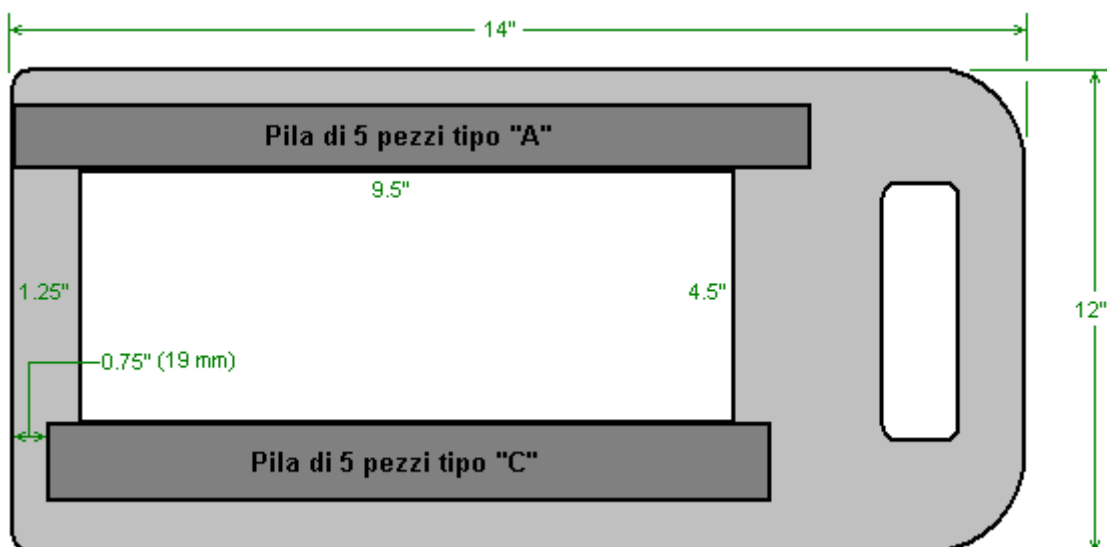 14"
Pila di 5 pezzi tipo "A"
9.5"
1.25"
4.5"
12"
0.75" (19 mm)
Pila di 5 pezzi tipo "C"